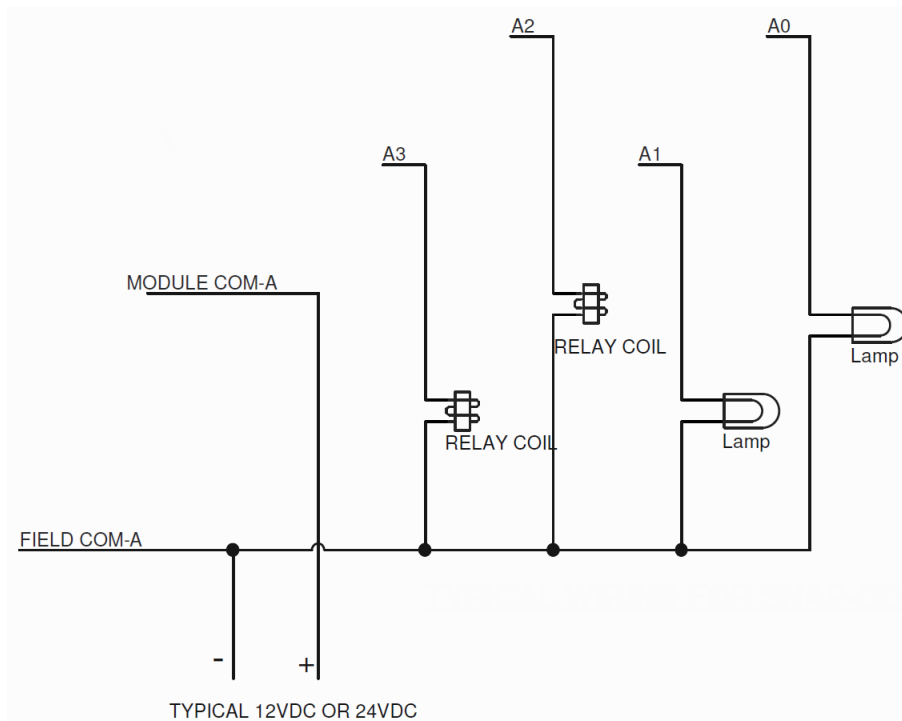 A2
A0
A3
A1
MODULE COM-A
RELAY COIL
Lamp
RELAY COIL
Lamp
FIELD COM-A
-
+
TYPICAL 12VDC OR 24VDC